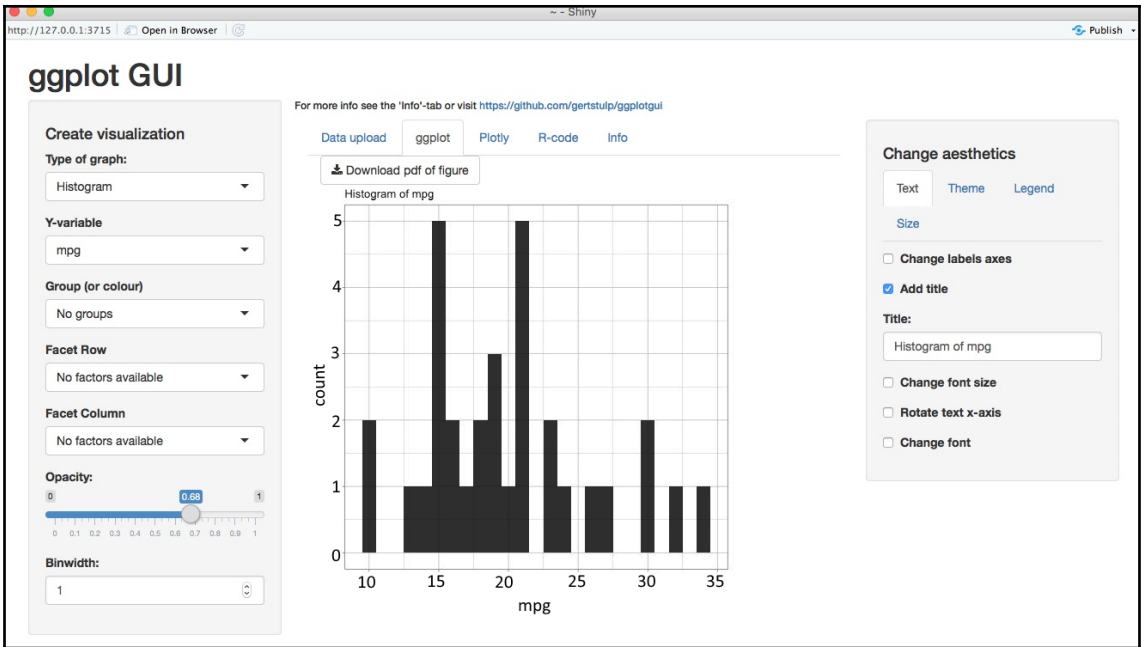 ~ - Shiny
http://127.0.0.1:3715 Open in Browser Publish
ggplot GUI
For more info see the 'Info'-tab or visit https://github.com/gertstulp/ggplotgui
Create visualization
Type of graph:
Histogram
Y-variable
mpg
Group (or colour)
No groups
Facet Row
No factors available
Facet Column
No factors available
Opacity:
0 0.68 1
0 0.1 0.2 0.3 0.4 0.5 0.6 0.7 0.8 0.9 1
Binwidth:
1
Data upload ggplot Plotly R-code Info
Download pdf of figure
Histogram of mpg
5
4
3
2
1
0
count
10 15 20 25 30 35
mpg
Change aesthetics
Text Theme Legend
Size
Change labels axes
Add title
Title:
Histogram of mpg
Change font size
Rotate text x-axis
Change font